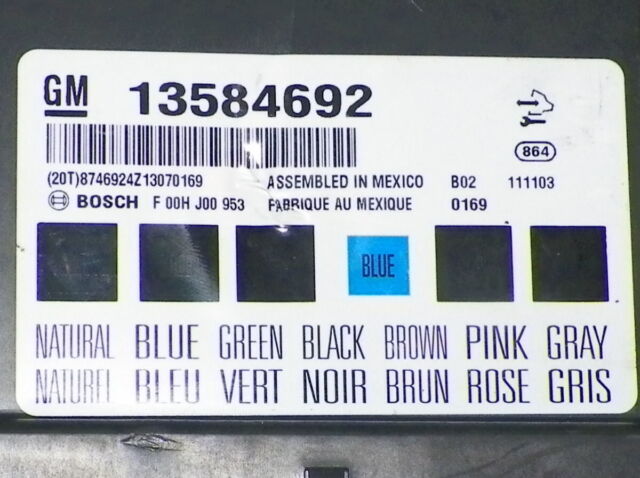 GM 13584692
864
(20T)8746924Z13070169 ASSEMBLED IN MEXICO B02 111103
BOSCH F 00H J00 953 FABRIQUE AU MEXIQUE 0169
BLUE
NATURAL BLUE GREEN BLACK BROWN PINK GRAY
NATUREL BLEU VERT NOIR BRUN ROSE GRIS